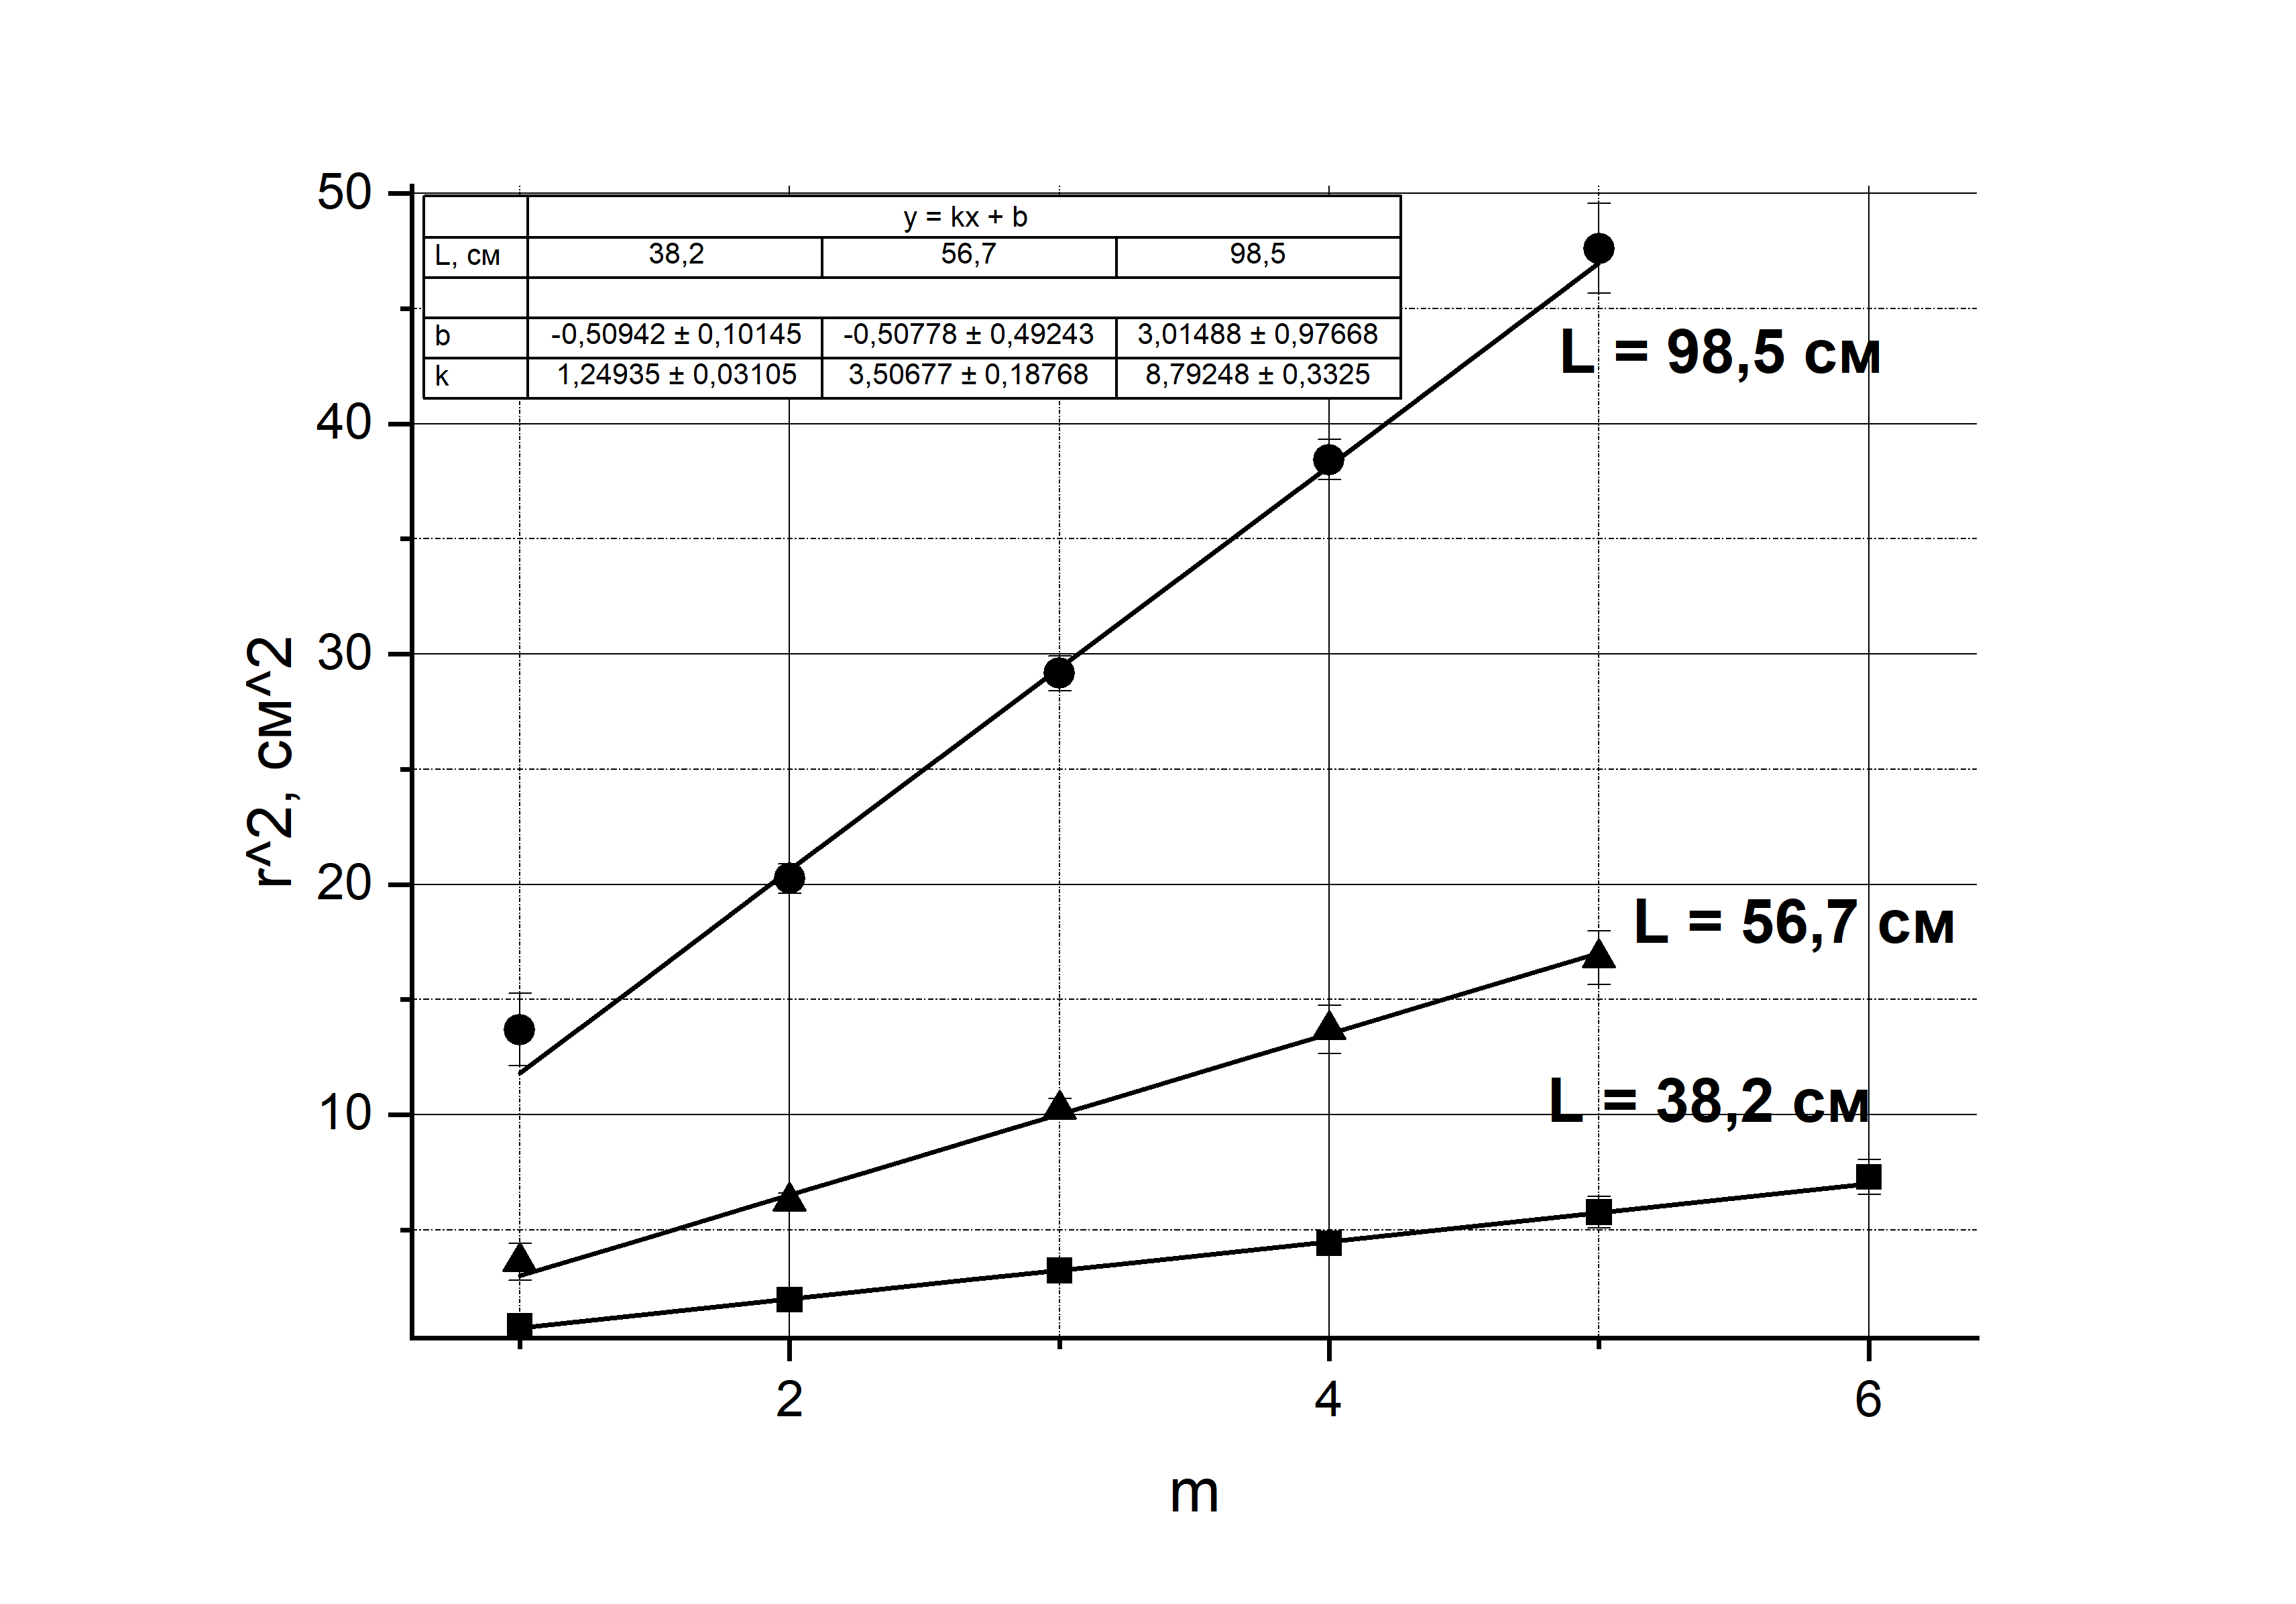 y = kx + b
L, см 38,2 56,7 98,5
b -0,50942 ± 0,10145 -0,50778 ± 0,49243 3,01488 ± 0,97668
k 1,24935 ± 0,03105 3,50677 ± 0,18768 8,79248 ± 0,3325
50
40
30
20
10
r^2, см^2
L = 98,5 см
L = 56,7 см
L = 38,2 см
2 4 6
m